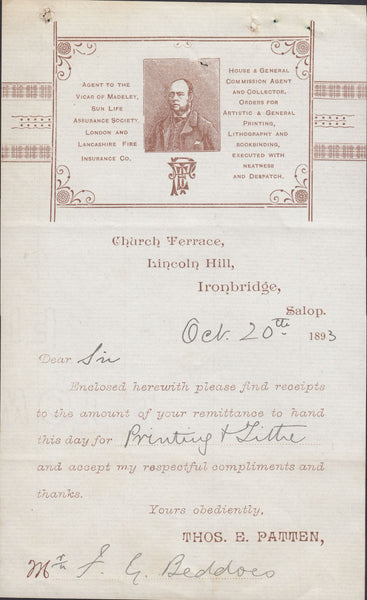 AGENT TO THE
VICAR OF MADELEY,
SUN LIFE
ASSURANCE SOCIETY,
LONDON AND
LANCASHIRE FIRE
INSURANCE CO.
HOUSE & GENERAL
COMMISSION AGENT
AND COLLECTOR.
ORDERS FOR
ARTISTIC & GENERAL
PRINTING,
LITHOGRAPHY AND
BOOKBINDING,
EXECUTED WITH
NEATNESS
AND DESPATCH.
Church Terrace,
Lincoln Hill,
Ironbridge,
Salop.
Oct. 20th 1893
Dear Sir
Enclosed herewith please find receipts
to the amount of your remittance to hand
this day for Printing & Tithe
and accept my respectful compliments and
thanks.
Yours obediently,
THOS. E. PATTEN,
Mr F. G. Beddoes